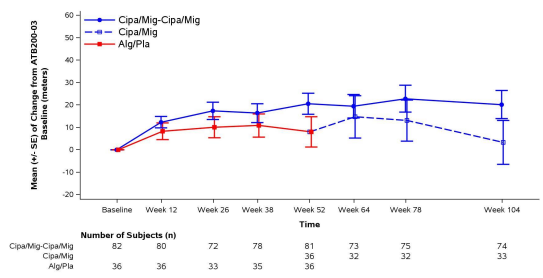 Mean (+/- SE) of Change from ATB200-03
Baseline (meters)
60
50
40
30
20
10
0
-10
-20
Cipa/Mig-Cipa/Mig
Cipa/Mig
Alg/Pla
Baseline Week 12 Week 26 Week 38 Week 52 Week 64 Week 78 Week 104
Time
Number of Subjects (n)
Cipa/Mig-Cipa/Mig 82 80 72 78 81 73 75 74
Cipa/Mig 36 32 32 33
Alg/Pla 36 36 33 35 36